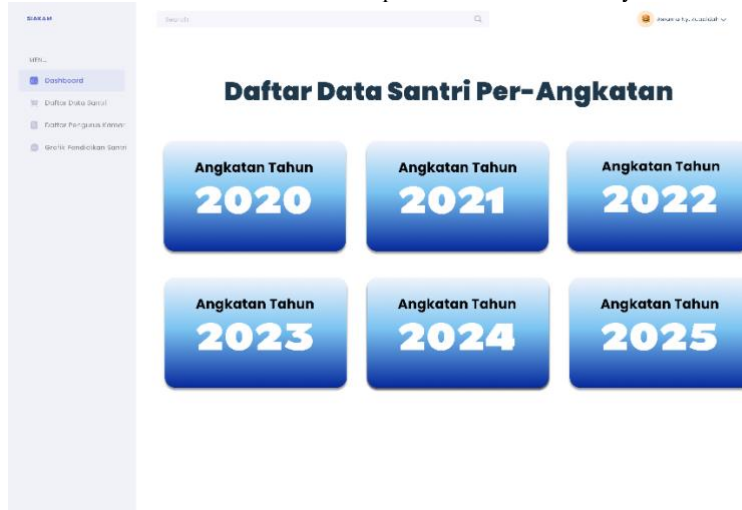 SIAKAM
Search
MENU
Dashboard
Daftar Data Santri
Daftar Pengurus Kamar
Grafik Pendidikan Santri
Daftar Data Santri Per-Angkatan
Angkatan Tahun
2020
Angkatan Tahun
2021
Angkatan Tahun
2022
Angkatan Tahun
2023
Angkatan Tahun
2024
Angkatan Tahun
2025